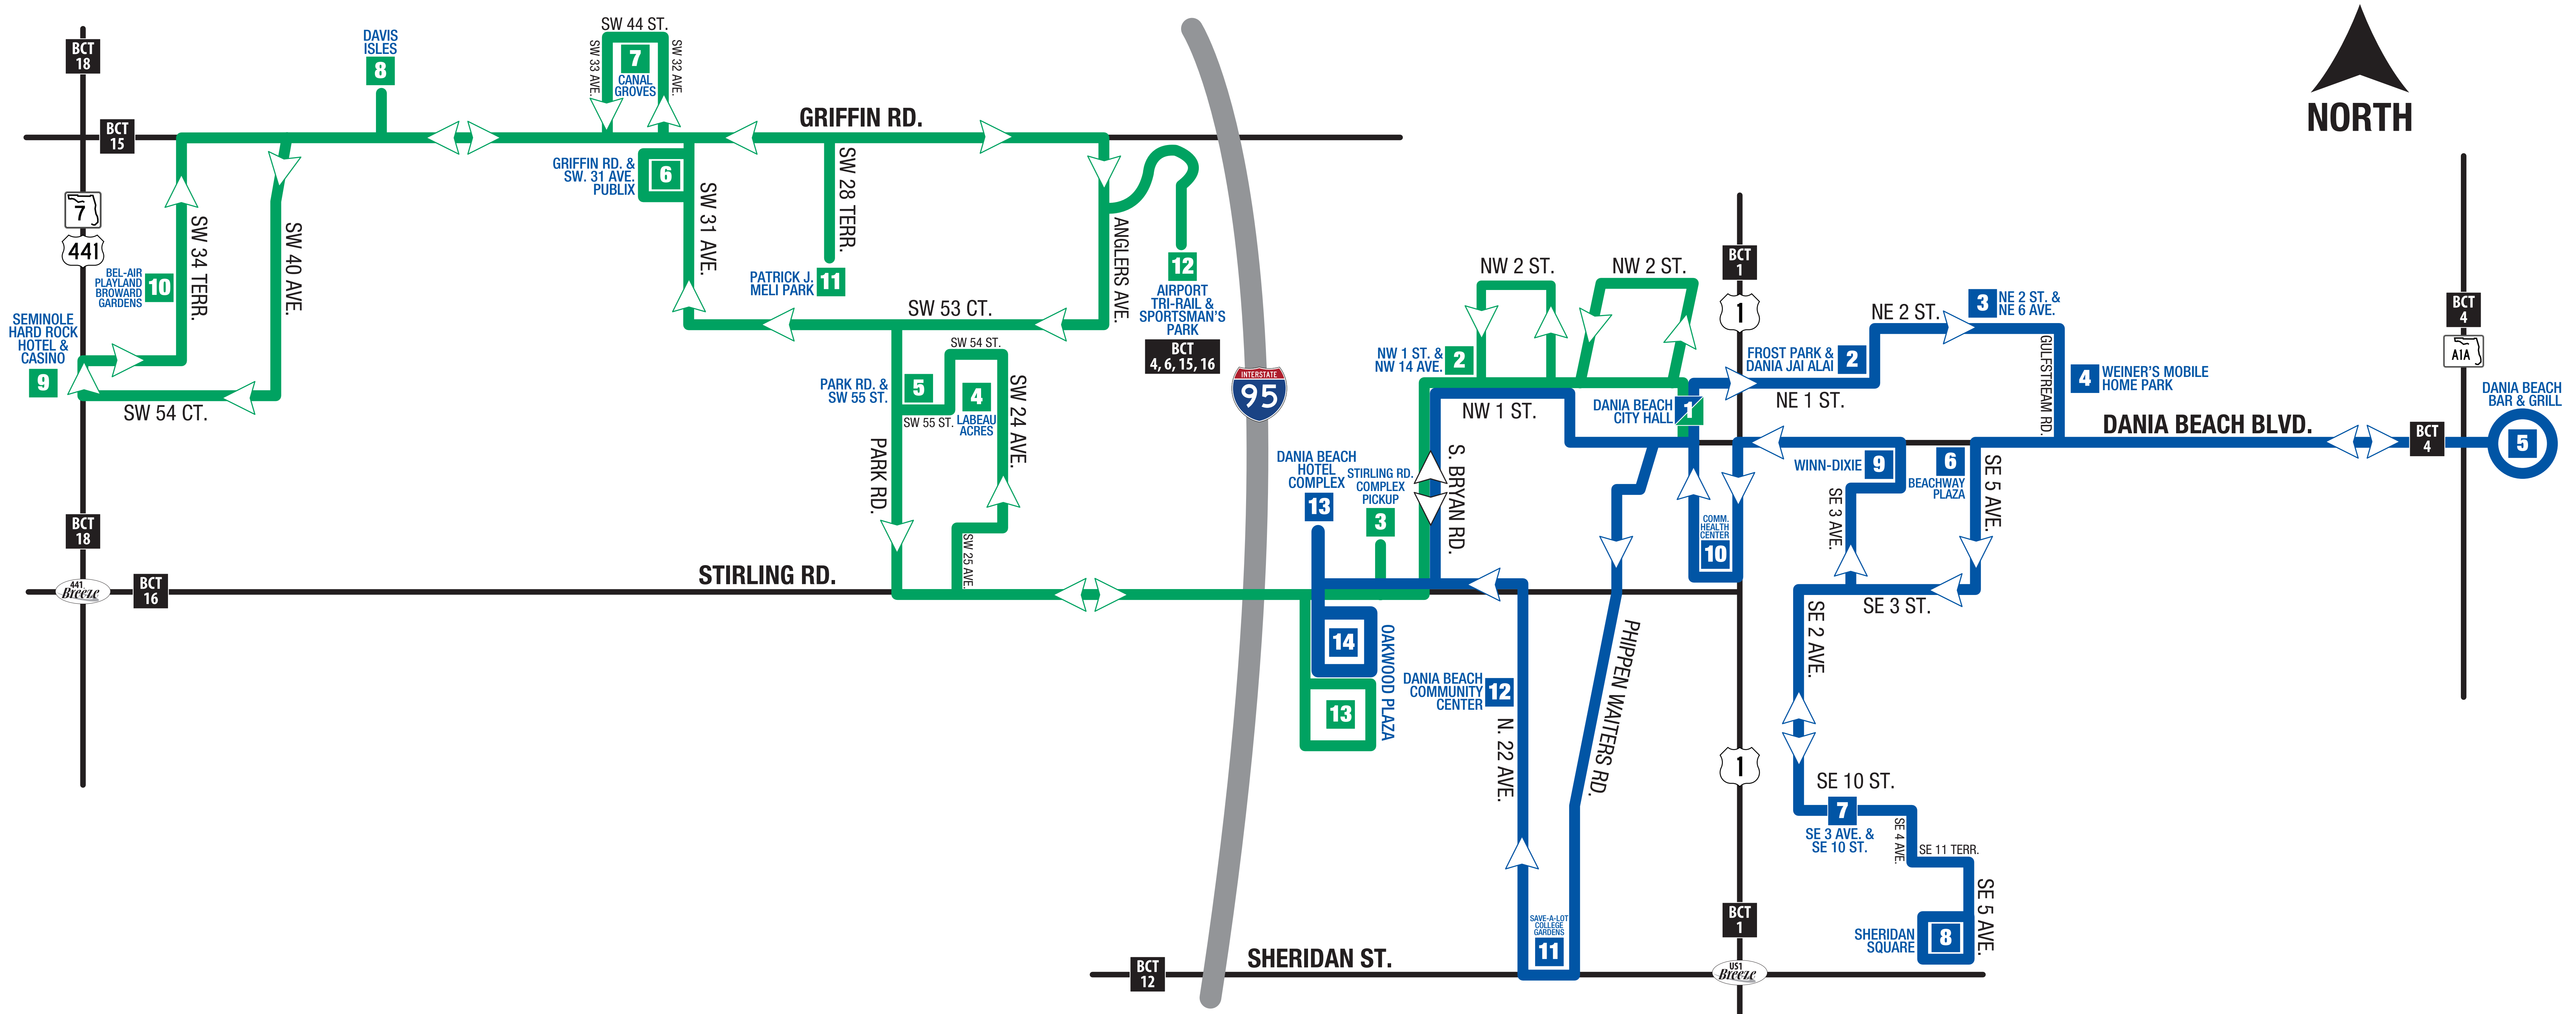 BCT
18
DAVIS
ISLES
8
SW 44 ST.
SW 33 AVE.
7
CANAL
GROVES
SW 32 AVE.
NORTH
BCT
15
GRIFFIN RD.
GRIFFIN RD. &
SW. 31 AVE.
PUBLIX
6
7
441
SW 34 TERR.
SW 40 AVE.
SW 31 AVE.
SW 28 TERR.
ANGLERS AVE.
BEL-AIR
PLAYLAND
BROWARD
GARDENS
10
PATRICK J.
MELI PARK
11
12
AIRPORT
TRI-RAIL &
SPORTSMAN'S
PARK
BCT
4, 6, 15, 16
SEMINOLE
HARD ROCK
HOTEL &
CASINO
9
SW 54 CT.
SW 53 CT.
SW 54 ST.
PARK RD. &
SW 55 ST.
5
4
LABEAU
ACRES
SW 55 ST.
SW 24 AVE.
PARK RD.
SW 25 AVE.
INTERSTATE
95
NW 2 ST.
NW 2 ST.
BCT
1
1
NW 1 ST. &
NW 14 AVE.
2
NW 1 ST.
DANIA BEACH
CITY HALL
1
FROST PARK &
DANIA JAI ALAI
2
NE 1 ST.
NE 2 ST.
3
NE 2 ST. &
NE 6 AVE.
GULFSTREAM RD.
4
WEINER'S MOBILE
HOME PARK
BCT
4
A1A
DANIA BEACH
BAR & GRILL
5
DANIA BEACH BLVD.
BCT
4
DANIA BEACH
HOTEL
COMPLEX
13
STIRLING RD.
COMPLEX
PICKUP
3
S. BRYAN RD.
WINN-DIXIE
9
6
BEACHWAY
PLAZA
SE 5 AVE.
SE 3 AVE.
COMM.
HEALTH
CENTER
10
BCT
18
441
Breeze
BCT
16
STIRLING RD.
SE 3 ST.
SE 2 AVE.
14
13
OAKWOOD PLAZA
DANIA BEACH
COMMUNITY
CENTER
12
N. 22 AVE.
PHIPPEN WAITERS RD.
1
SE 10 ST.
7
SE 3 AVE. &
SE 10 ST.
SE 4 AVE.
SE 11 TERR.
SE 5 AVE.
SHERIDAN
SQUARE
8
SAVE-A-LOT
COLLEGE
GARDENS
11
BCT
1
BCT
12
SHERIDAN ST.
US1
Breeze